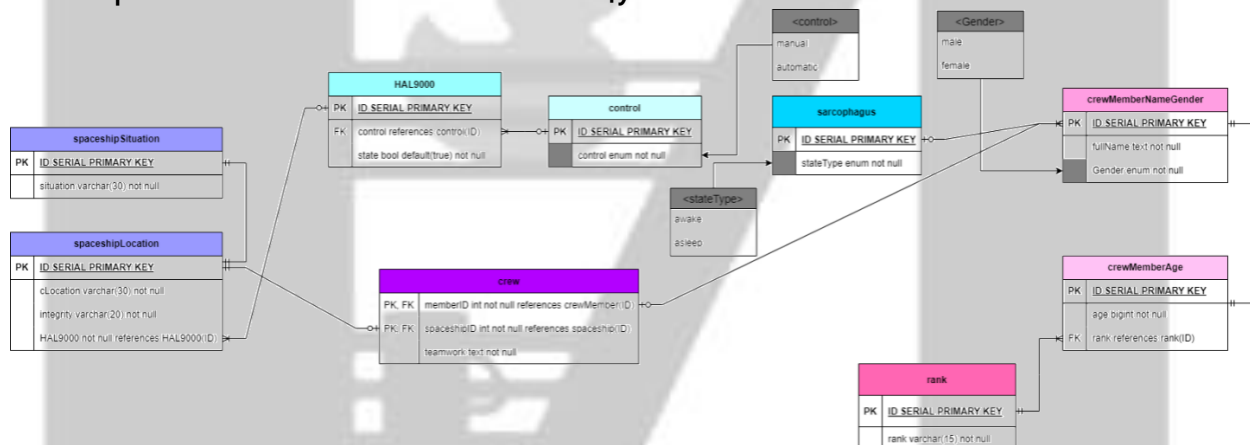 <control>
manual
automatic
<Gender>
male
female
HAL9000
PK ID SERIAL PRIMARY KEY
FK control references control(ID)
state bool default(true) not null
control
PK ID SERIAL PRIMARY KEY
control enum not null
sarcophagus
PK ID SERIAL PRIMARY KEY
stateType enum not null
crewMemberNameGender
PK ID SERIAL PRIMARY KEY
fullName text not null
Gender enum not null
spaceshipSituation
PK ID SERIAL PRIMARY KEY
situation varchar(30) not null
<stateType>
awake
asleep
spaceshipLocation
PK ID SERIAL PRIMARY KEY
cLocation varchar(30) not null
integrity varchar(20) not null
HAL9000 not null references HAL9000(ID)
crew
PK, FK memberID int not null references crewMember(ID)
PK, FK spaceshipID int not null references spaceship(ID)
teamwork text not null
crewMemberAge
PK ID SERIAL PRIMARY KEY
age bigint not null
FK rank references rank(ID)
rank
PK ID SERIAL PRIMARY KEY
rank varchar(15) not null